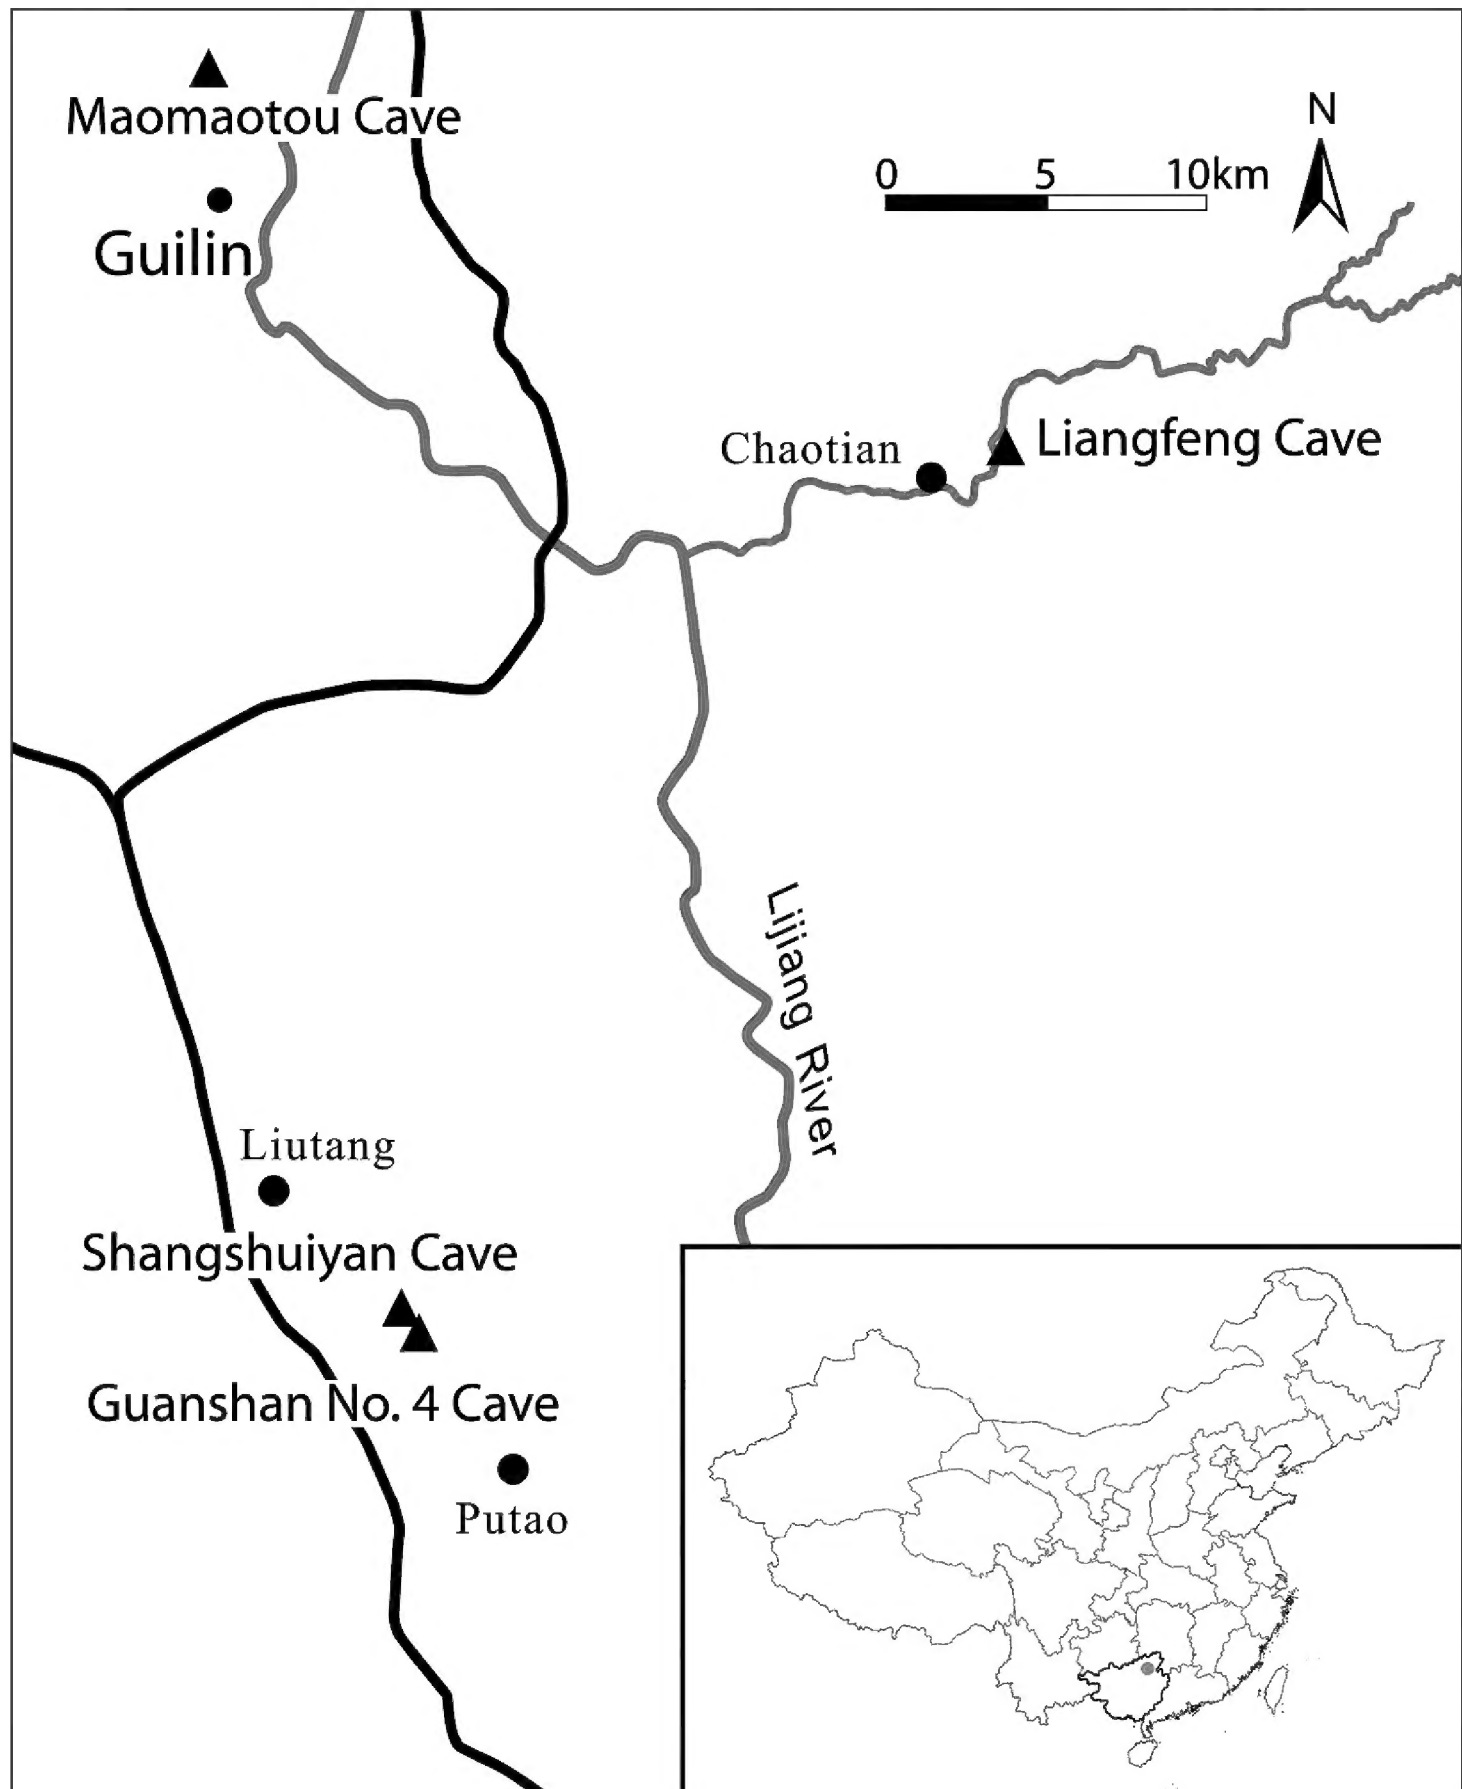 Maomaotou Cave
N
0 5 10km
Guilin
Chaotian
Liangfeng Cave
Lijiang River
Liutang
Shangshuiyan Cave
Guanshan No. 4 Cave
Putao